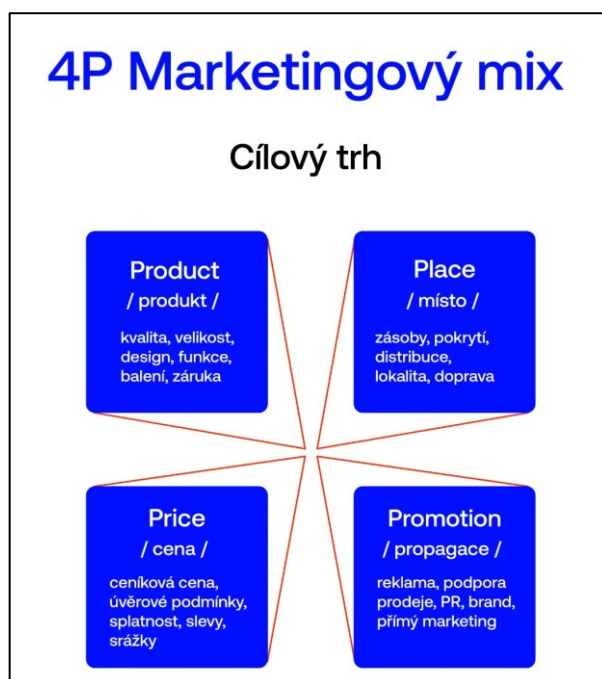 4P Marketingový mix
Cílový trh
Product
/ produkt /
kvalita, velikost,
design, funkce,
balení, záruka
Place
/ místo /
zásoby, pokrytí,
distribuce,
lokalita, doprava
Price
/ cena /
ceníková cena,
úvěrové podmínky,
splatnost, slevy,
srážky
Promotion
/ propagace /
reklama, podpora
prodeje, PR, brand,
přímý marketing